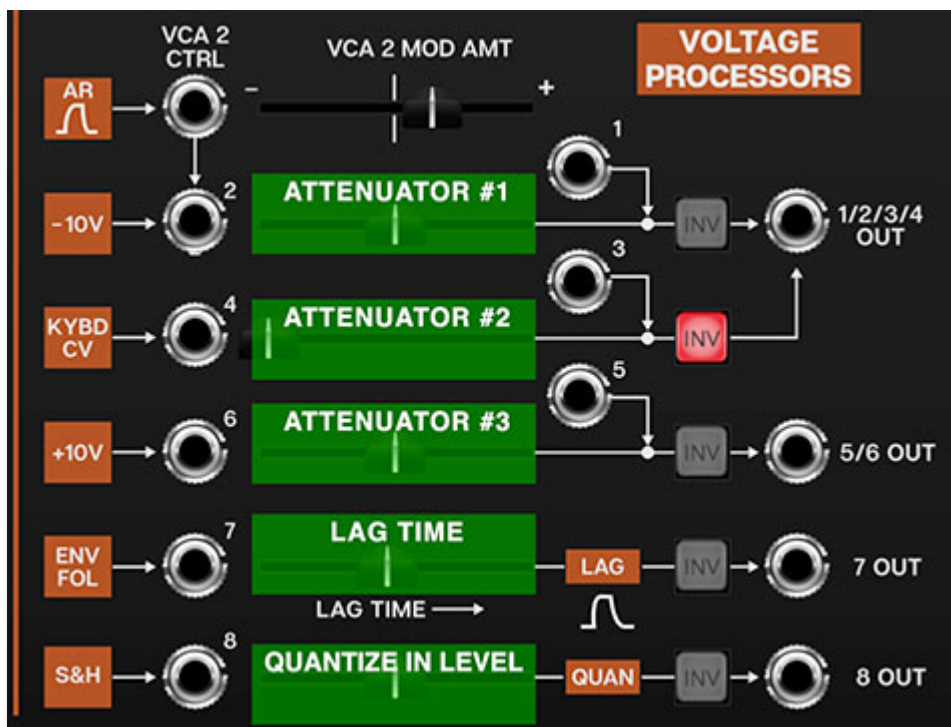 VCA 2
CTRL
VCA 2 MOD AMT
VOLTAGE
PROCESSORS
AR
-
+
1
-10V
2
ATTENUATOR #1
INV
1/2/3/4
OUT
3
KYBD
CV
4
ATTENUATOR #2
INV
5
+10V
6
ATTENUATOR #3
INV
5/6 OUT
ENV
FOL
7
LAG TIME
LAG TIME
LAG
INV
7 OUT
S&H
8
QUANTIZE IN LEVEL
QUAN
INV
8 OUT